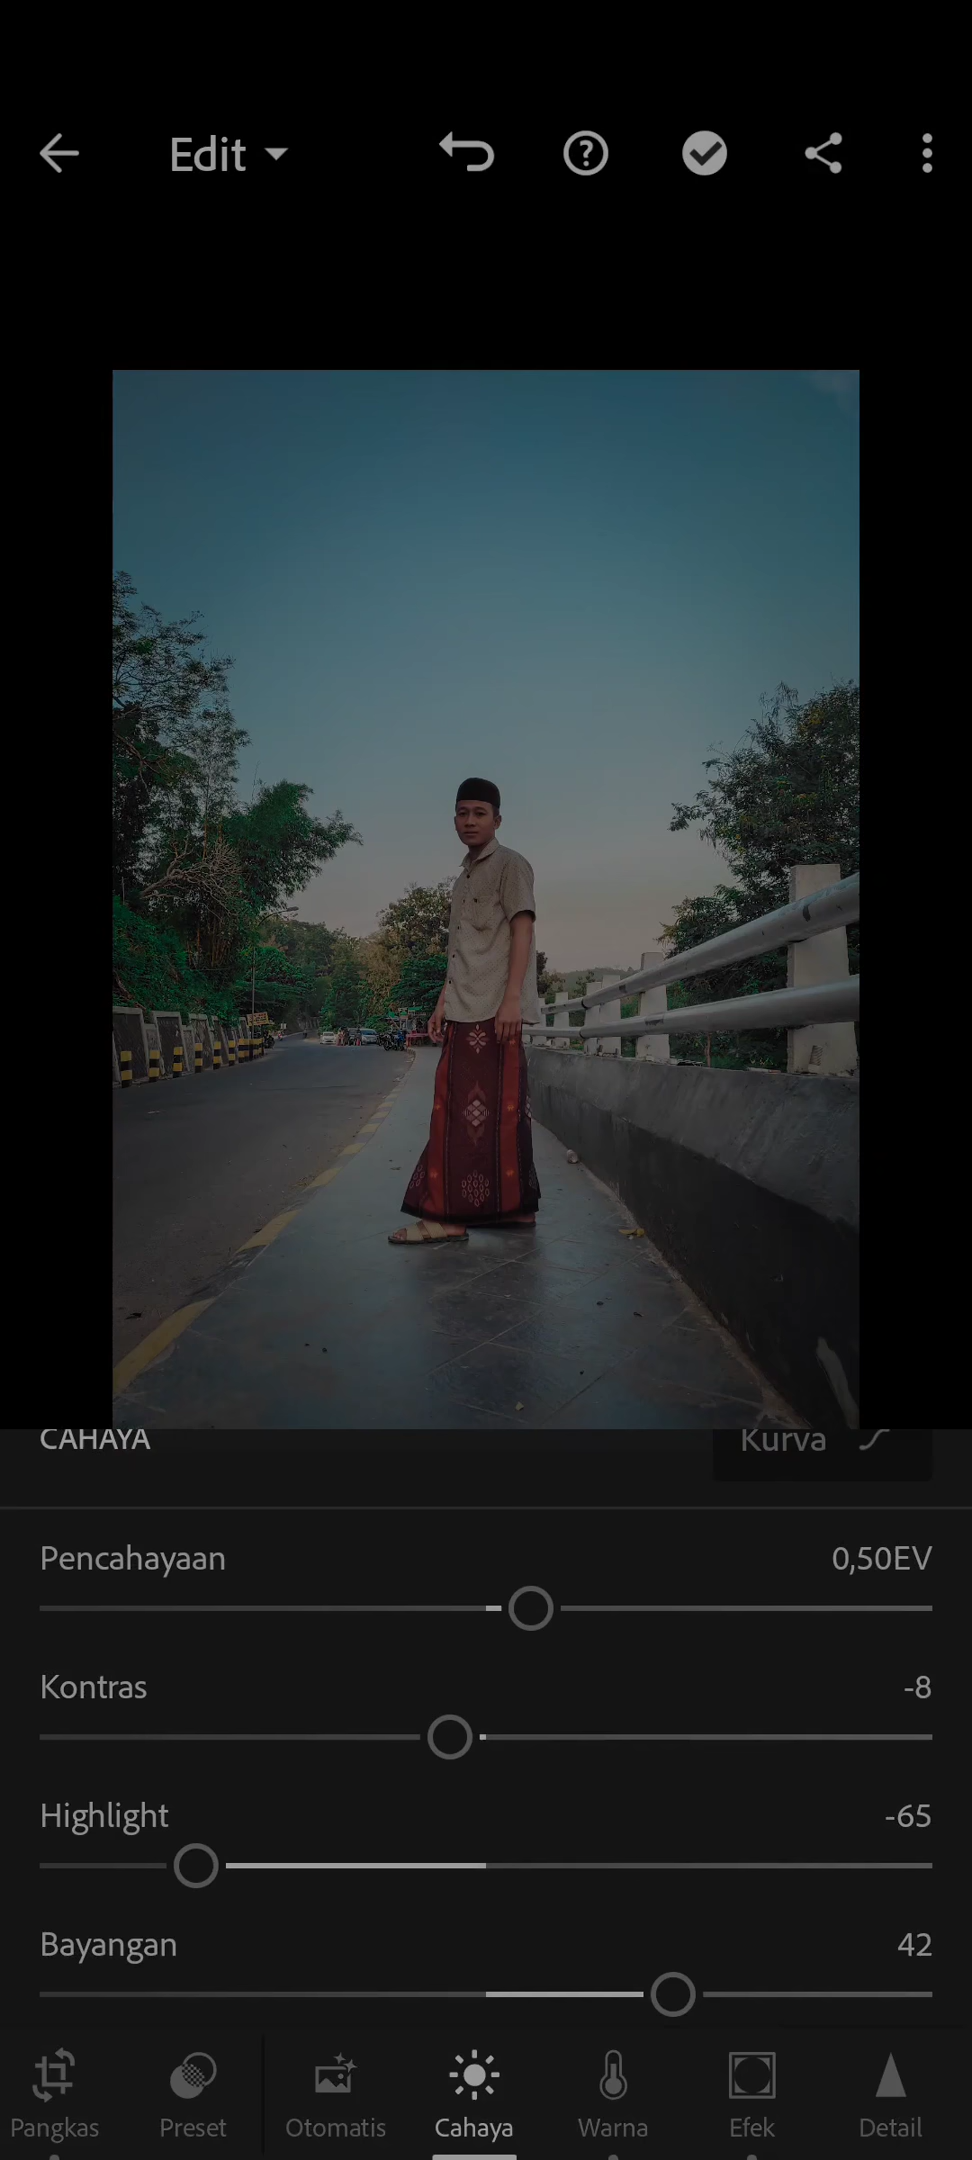 Edit
CAHAYA
Kurva
Pencahayaan 0,50EV
Kontras -8
Highlight -65
Bayangan 42
Pangkas Preset Otomatis Cahaya Warna Efek Detail